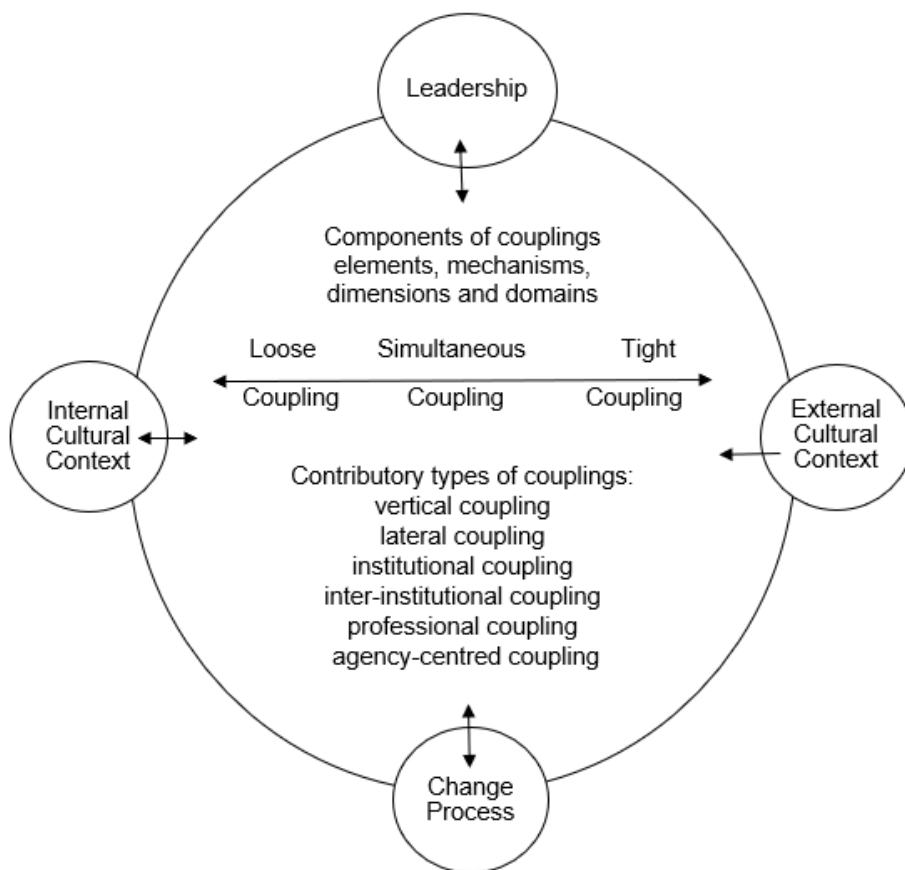 Leadership
Components of couplings
elements, mechanisms,
dimensions and domains
Loose Simultaneous Tight
Coupling Coupling Coupling
Internal
Cultural
Context
External
Cultural
Context
Contributory types of couplings:
vertical coupling
lateral coupling
institutional coupling
inter-institutional coupling
professional coupling
agency-centred coupling
Change
Process